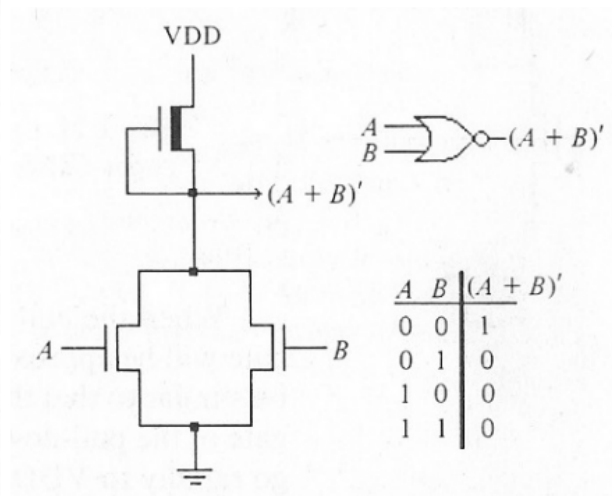 VDD
A
B
(A + B)′
(A + B)′
A B
A B (A + B)′
0 0 1
0 1 0
1 0 0
1 1 0